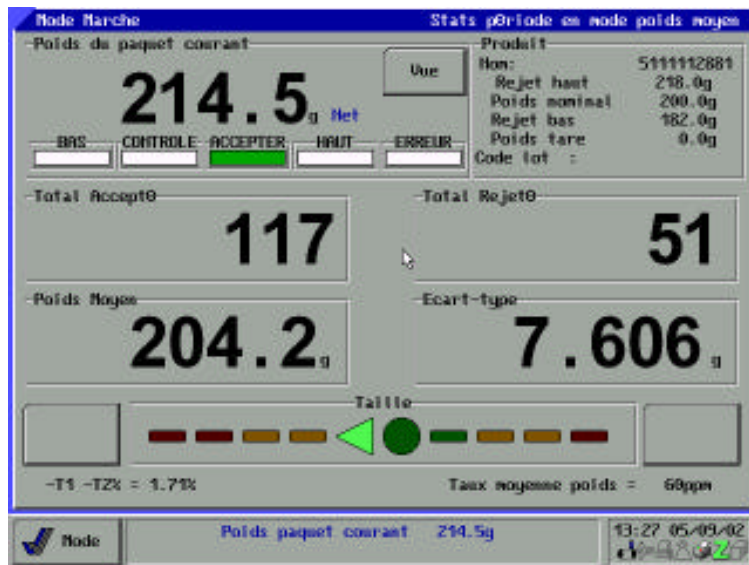 Mode Marche Stats pθriode en mode poids moyen
Poids du paquet courant
214.5g Net
Vue
BAS CONTROLE ACCEPTER HAUT ERREUR
Produit
Nom: 5111112881
Rejet haut 218.0g
Poids nominal 200.0g
Rejet bas 182.0g
Poids tare 0.0g
Code lot :
Total Acceptθ
117
Total Rejetθ
51
Poids Moyen
204.2g
Ecart-type
7.606g
Taille
-T1 -T2% = 1.71% Taux moyenne poids = 60ppm
Mode
Poids paquet courant 214.5g
13:27 05/09/02